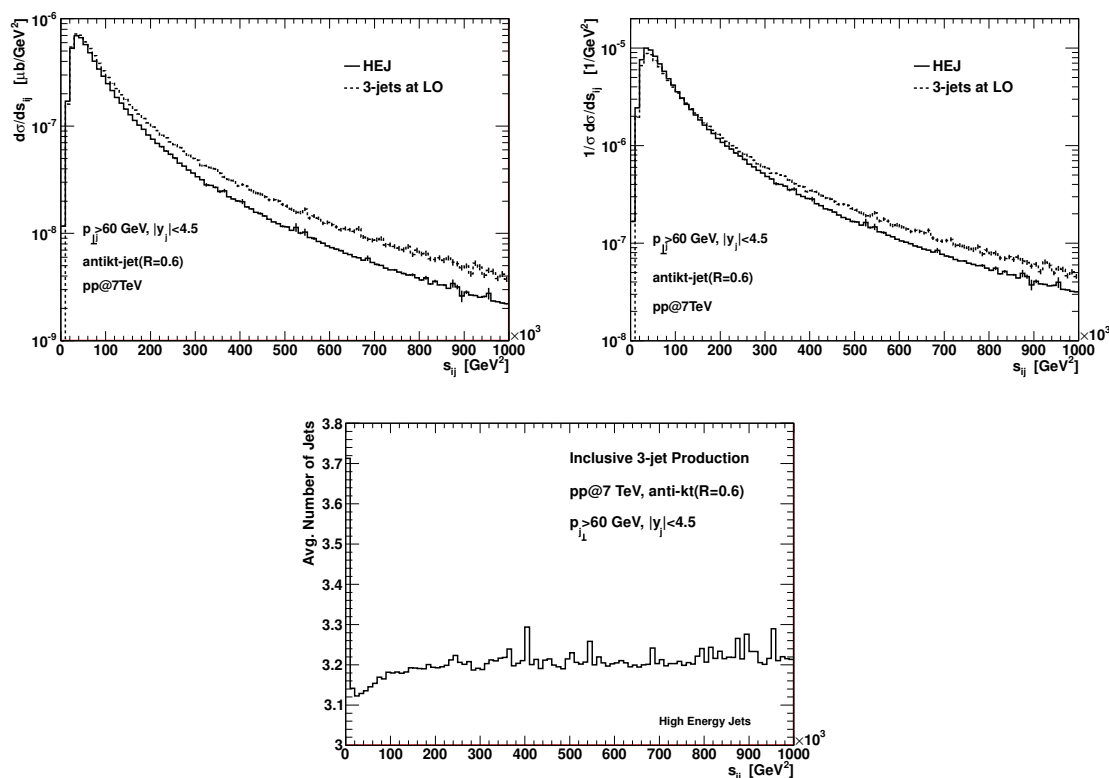 dσ/ds_ij [μb/GeV²]
10⁻⁶
10⁻⁷
10⁻⁸
10⁻⁹
HEJ
3-jets at LO
p_⊥j>60 GeV, |y_j|<4.5
antikt-jet(R=0.6)
pp@7TeV
0 100 200 300 400 500 600 700 800 900 1000
×10³
s_ij [GeV²]
1/σ dσ/ds_ij [1/GeV²]
10⁻⁵
10⁻⁶
10⁻⁷
10⁻⁸
HEJ
3-jets at LO
p_⊥j>60 GeV, |y_j|<4.5
antikt-jet(R=0.6)
pp@7TeV
0 100 200 300 400 500 600 700 800 900 1000
×10³
s_ij [GeV²]
Avg. Number of Jets
3.8
3.7
3.6
3.5
3.4
3.3
3.2
3.1
3
Inclusive 3-jet Production
pp@7 TeV, anti-kt(R=0.6)
p_j⊥>60 GeV, |y_j|<4.5
High Energy Jets
0 100 200 300 400 500 600 700 800 900 1000
×10³
s_ij [GeV²]